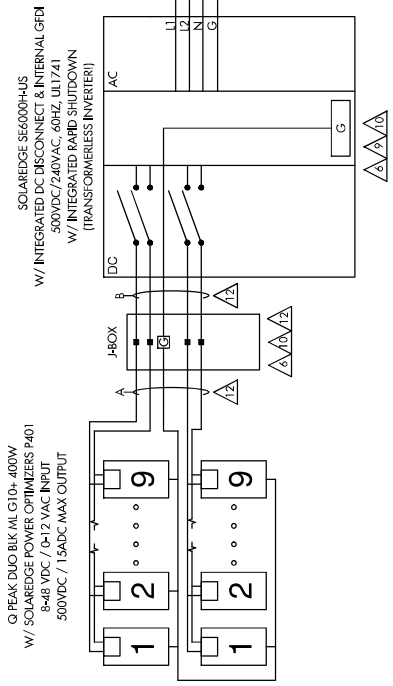 SOLAREDGE SE6000H-US
W/ INTEGRATED DC DISCONNECT & INTERNAL GFDI
500VDC/240VAC, 60HZ, UL1741
W/ INTEGRATED RAPID SHUTDOWN
(TRANSFORMERLESS INVERTER!)
L1
L2
N
G
AC
G
6
9
10
DC
B
12
J-BOX
G
6
10
12
A
12
Q PEAK DUO BLK ML G10+ 400W
W/ SOLAREDGE POWER OPTIMIZERS P401
8-48 VDC / 0-12 VAC INPUT
500VDC / 15ADC MAX OUTPUT
1
2
9
1
2
9